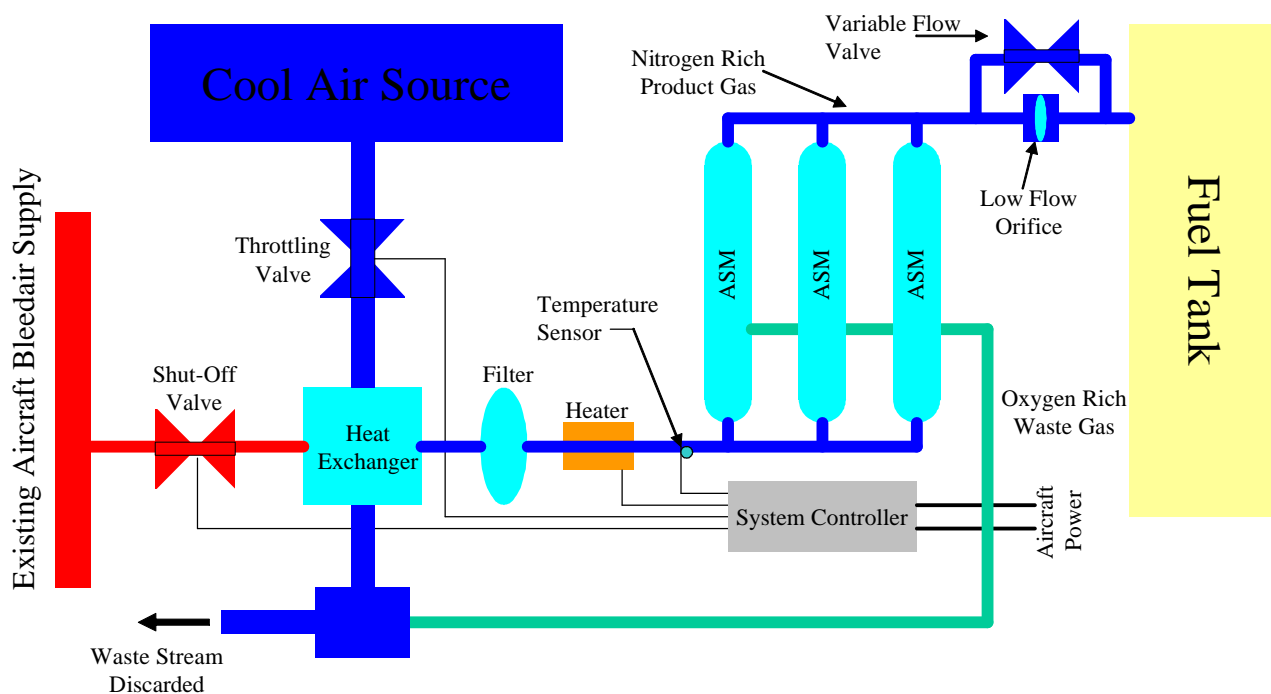 Cool Air Source
Variable Flow
Valve
Nitrogen Rich
Product Gas
Fuel Tank
Low Flow
Orifice
Existing Aircraft Bleedair Supply
Throttling
Valve
ASM
ASM
ASM
Temperature
Sensor
Shut-Off
Valve
Filter
Heater
Oxygen Rich
Waste Gas
Heat
Exchanger
System Controller
Aircraft
Power
Waste Stream
Discarded